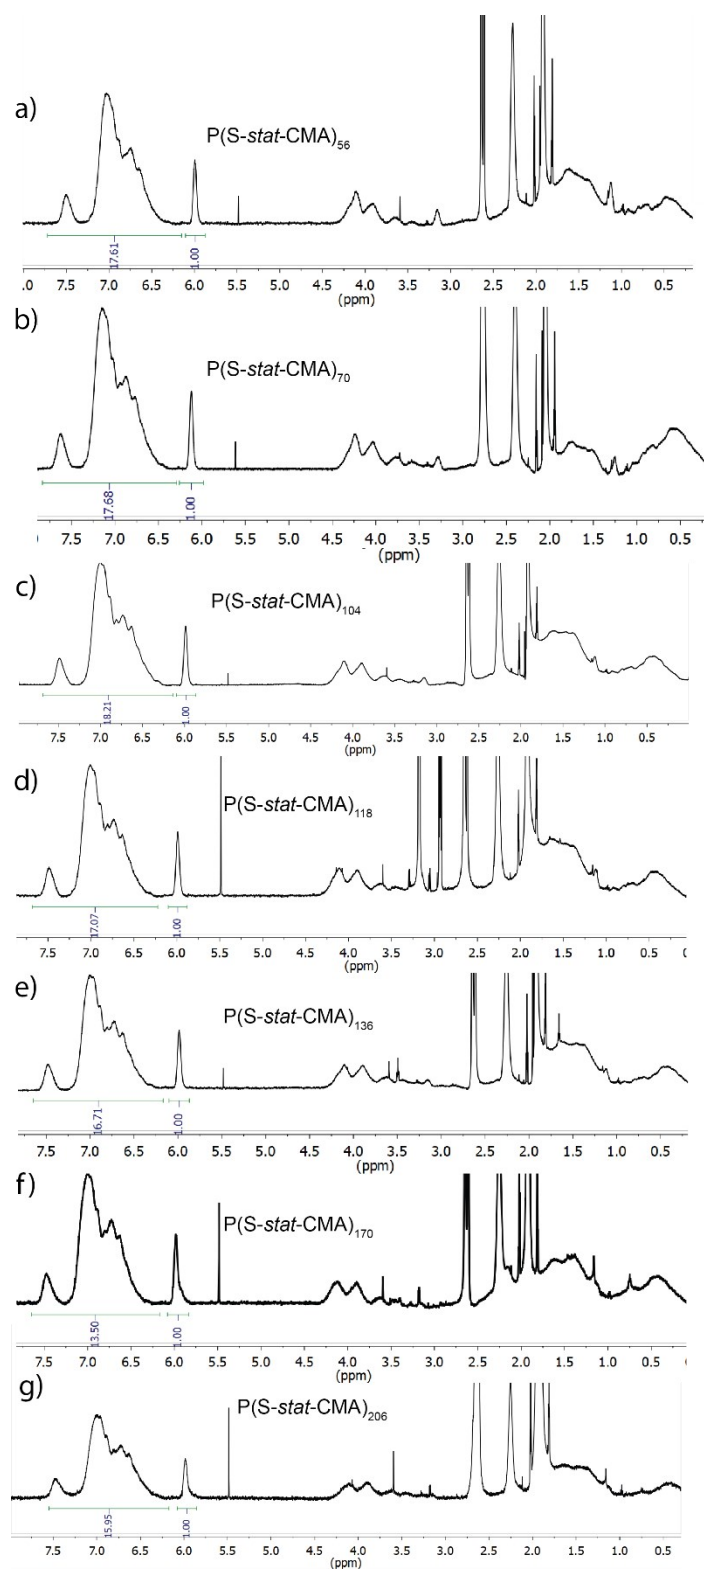 a)
P(S-stat-CMA)56
17.61
1.00
.0 7.5 7.0 6.5 6.0 5.5 5.0 4.5 4.0 3.5 3.0 2.5 2.0 1.5 1.0 0.5
(ppm)
b)
P(S-stat-CMA)70
17.68
1.00
7.5 7.0 6.5 6.0 5.5 5.0 4.5 4.0 3.5 3.0 2.5 2.0 1.5 1.0 0.5
(ppm)
c)
P(S-stat-CMA)104
18.21
1.00
7.5 7.0 6.5 6.0 5.5 5.0 4.5 4.0 3.5 3.0 2.5 2.0 1.5 1.0 0.5
(ppm)
d)
P(S-stat-CMA)118
17.07
1.00
7.5 7.0 6.5 6.0 5.5 5.0 4.5 4.0 3.5 3.0 2.5 2.0 1.5 1.0 0.5
(ppm)
e)
P(S-stat-CMA)136
16.71
1.00
7.5 7.0 6.5 6.0 5.5 5.0 4.5 4.0 3.5 3.0 2.5 2.0 1.5 1.0 0.5
(ppm)
f)
P(S-stat-CMA)170
13.50
1.00
7.5 7.0 6.5 6.0 5.5 5.0 4.5 4.0 3.5 3.0 2.5 2.0 1.5 1.0 0.5
(ppm)
g)
P(S-stat-CMA)206
15.95
1.00
7.5 7.0 6.5 6.0 5.5 5.0 4.5 4.0 3.5 3.0 2.5 2.0 1.5 1.0 0.5
(ppm)